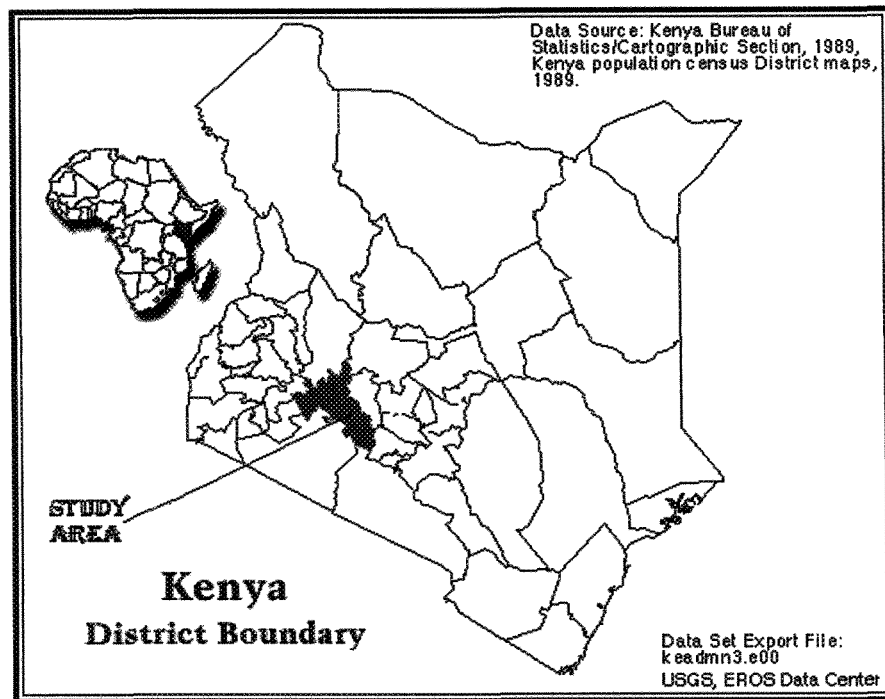 Data Source: Kenya Bureau of
Statistics/Cartographic Section, 1989,
Kenya population census District maps,
1989.
STUDY
AREA
Kenya
District Boundary
Data Set Export File:
keadmn3.e00
USGS, EROS Data Center